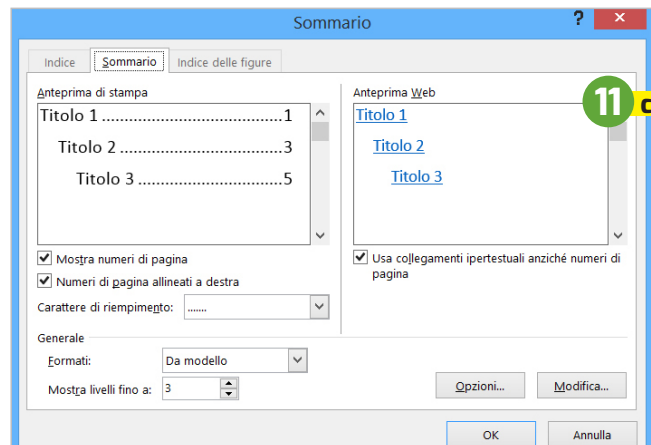 Sommario
?
Indice Sommario Indice delle figure
Anteprima di stampa
Titolo 1 ....................................1
Titolo 2 .................................3
Titolo 3 .............................5
Mostra numeri di pagina
Numeri di pagina allineati a destra
Carattere di riempimento: .......
Anteprima Web
Titolo 1
Titolo 2
Titolo 3
Usa collegamenti ipertestuali anziché numeri di
pagina
11
Generale
Formati: Da modello
Mostra livelli fino a: 3
Opzioni... Modifica...
OK Annulla